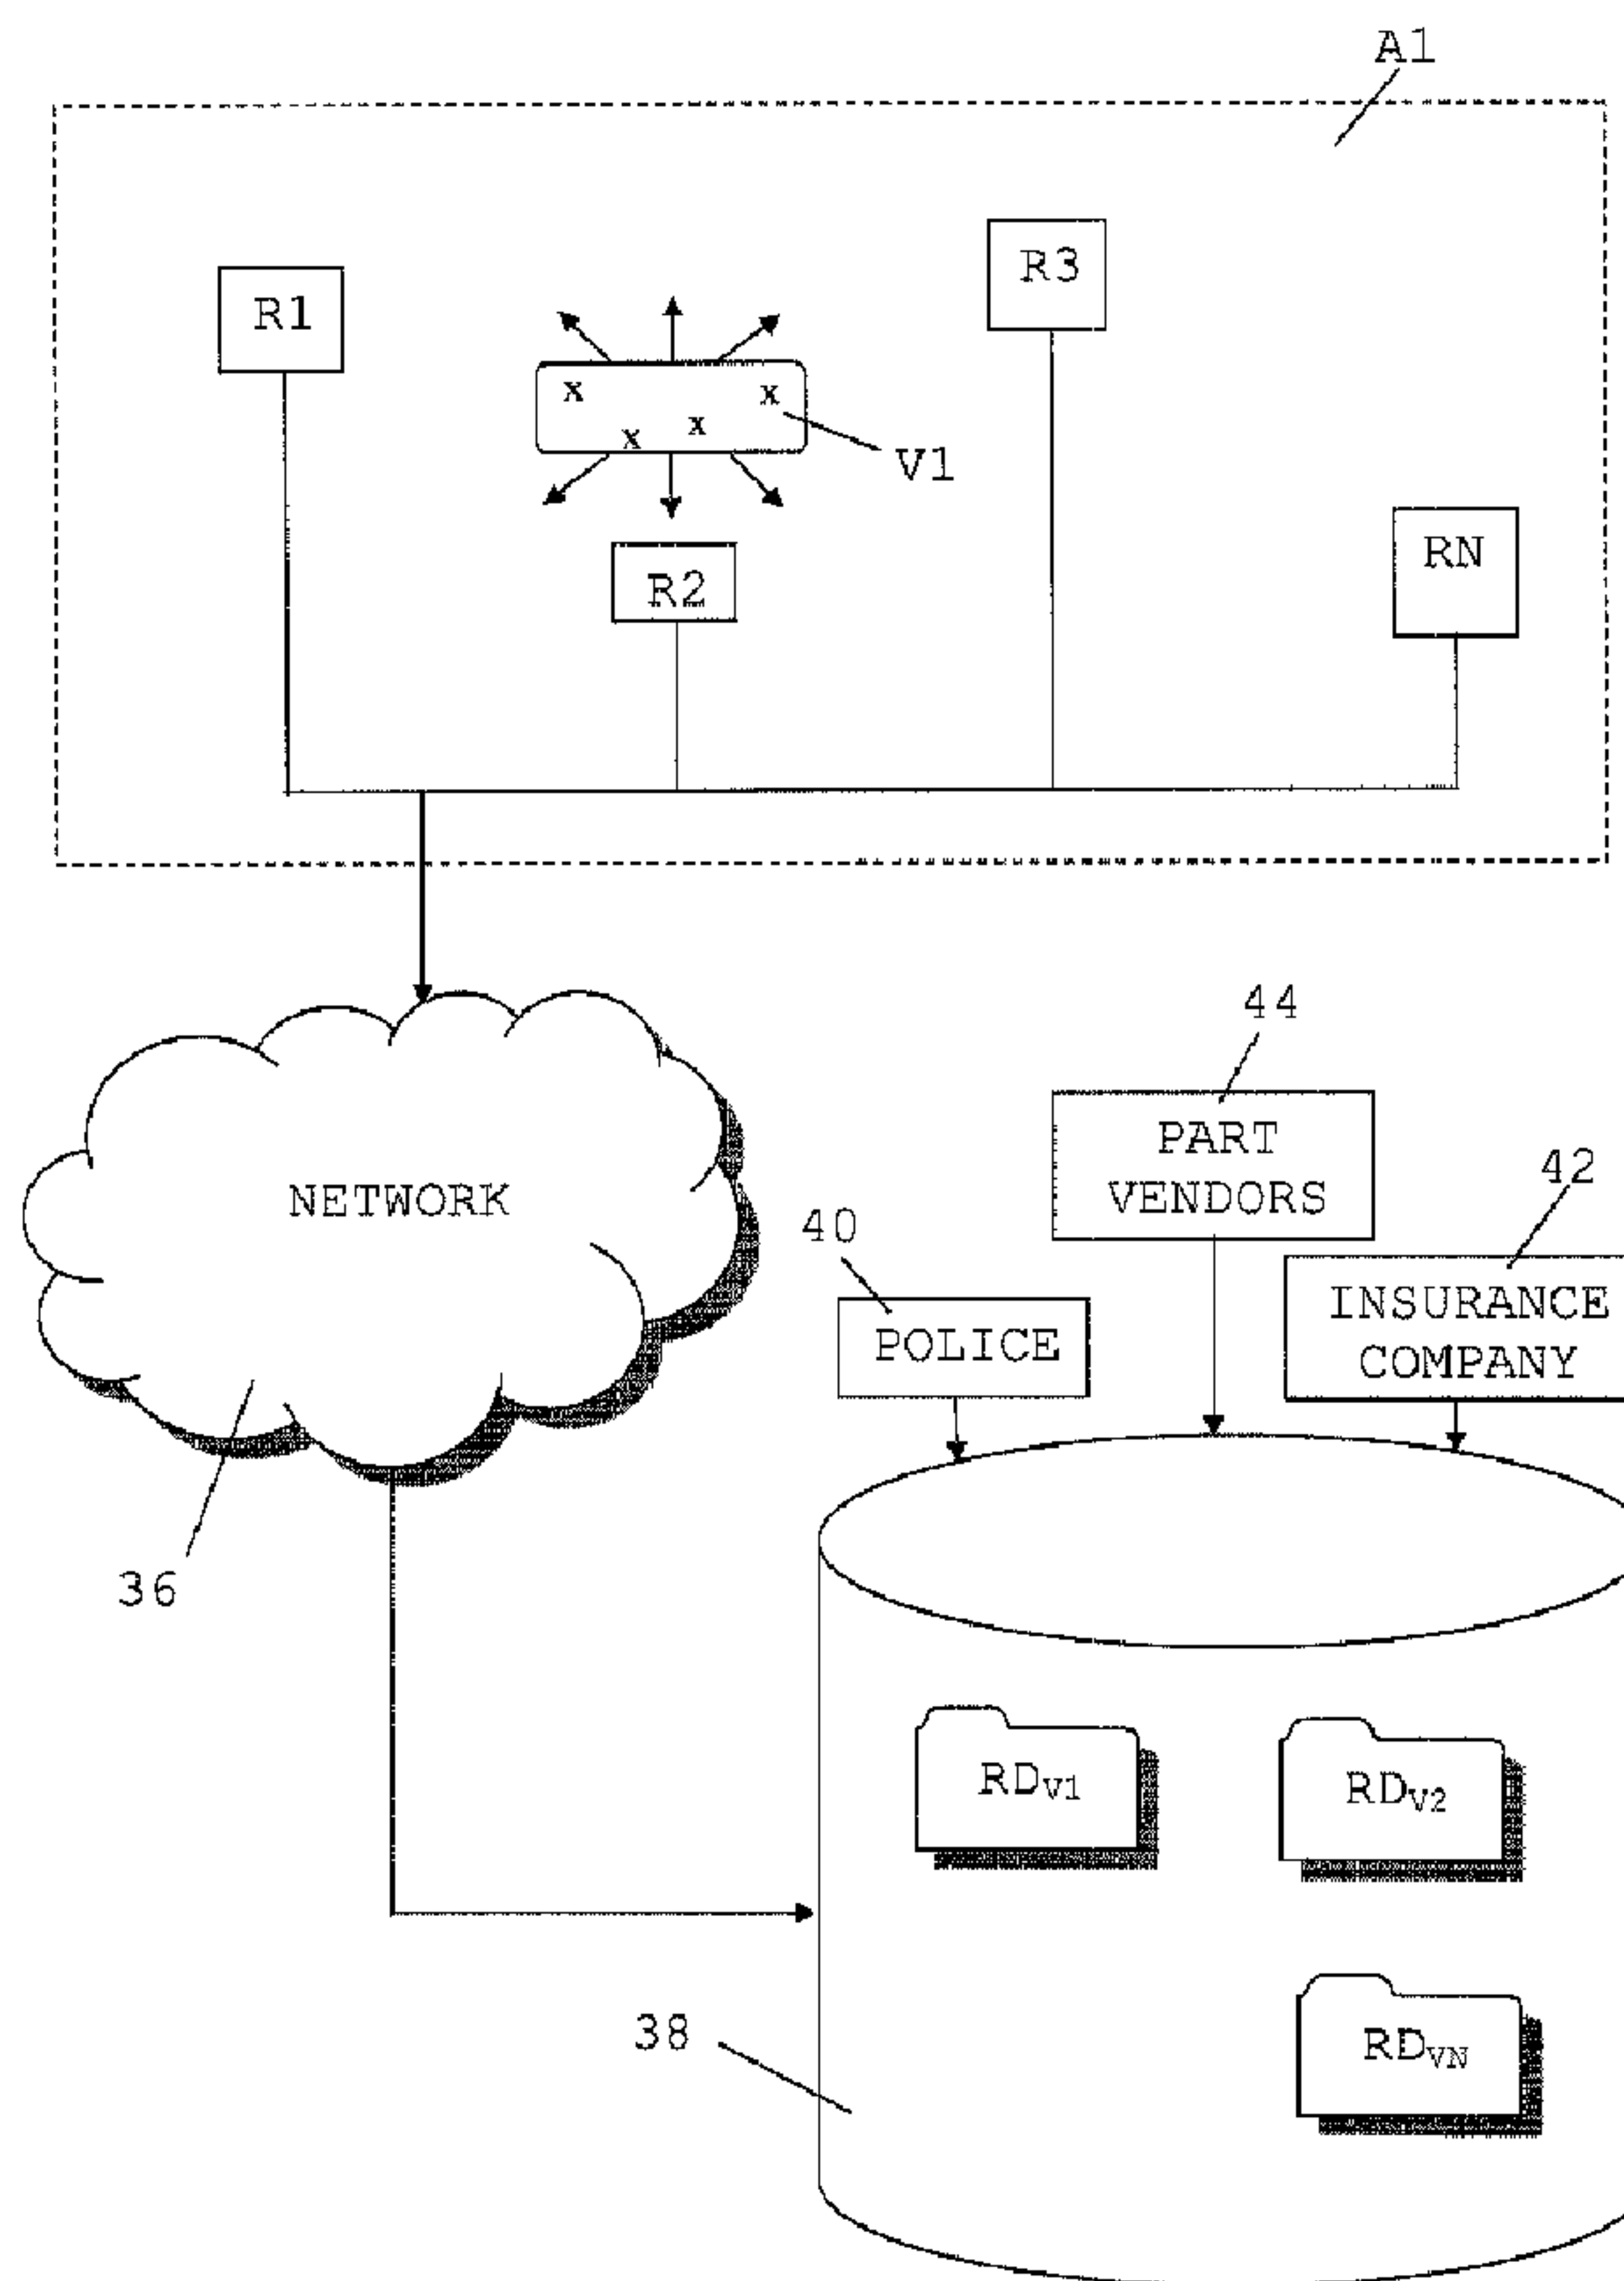 A1
R1
R3
x
x
x
x
V1
R2
RN
NETWORK
44
PART
VENDORS
42
40
INSURANCE
COMPANY
POLICE
36
RDV1
RDV2
38
RDVN